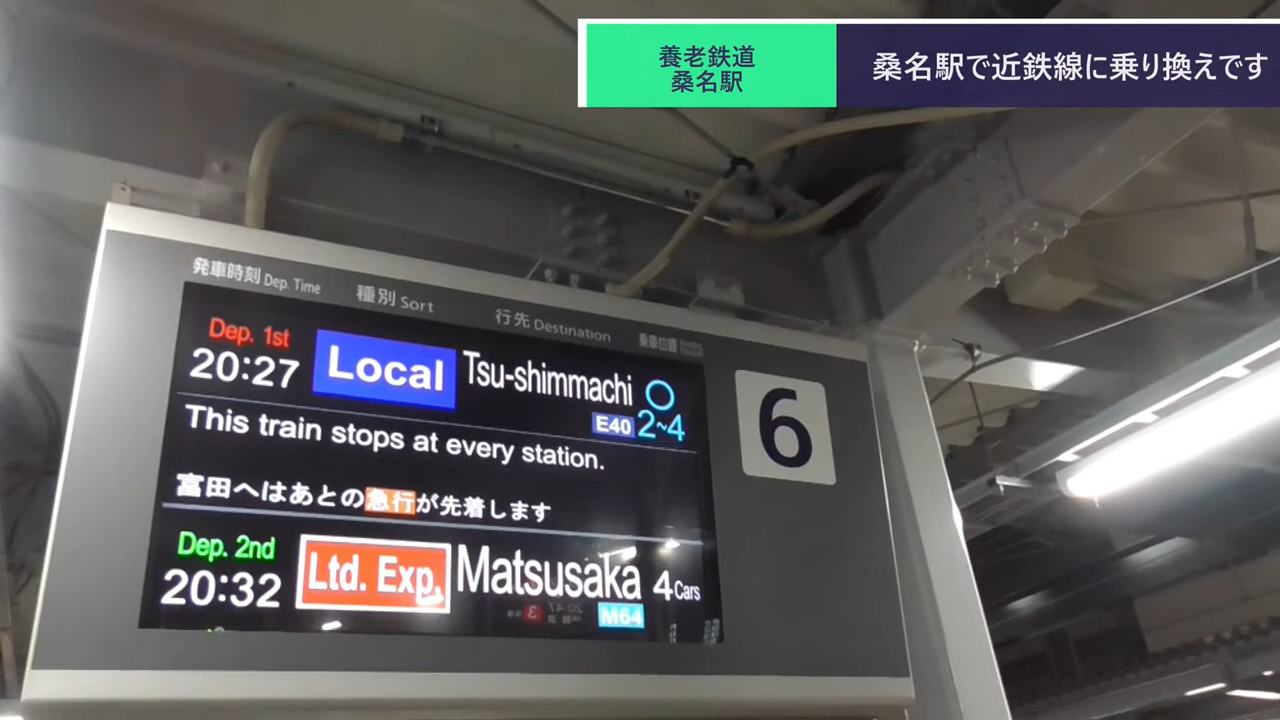 養老鉄道
桑名駅
桑名駅で近鉄線に乗り換えです
発車時刻 Dep. Time 種別 Sort 行先 Destination 乗車位置
6
Dep. 1st
20:27 Local Tsu-shimmachi ○
E40 2~4
This train stops at every station.
富田へはあとの急行が先着します
Dep. 2nd
20:32 Ltd. Exp. Matsusaka 4Cars
M64